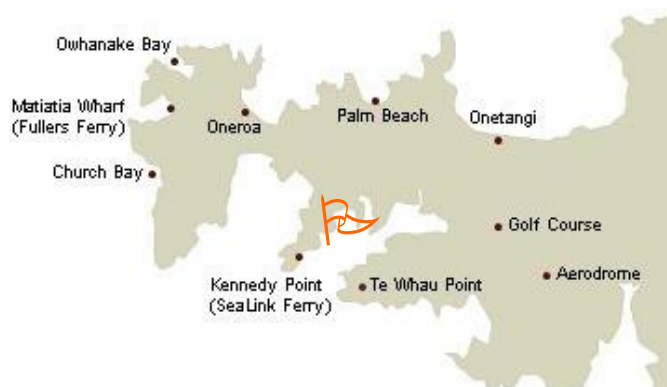 Owhanake Bay
Matiatia Wharf
(Fullers Ferry)
Oneroa
Palm Beach
Onetangi
Church Bay
Golf Course
Kennedy Point
(SeaLink Ferry)
Te Whau Point
Aerodrome